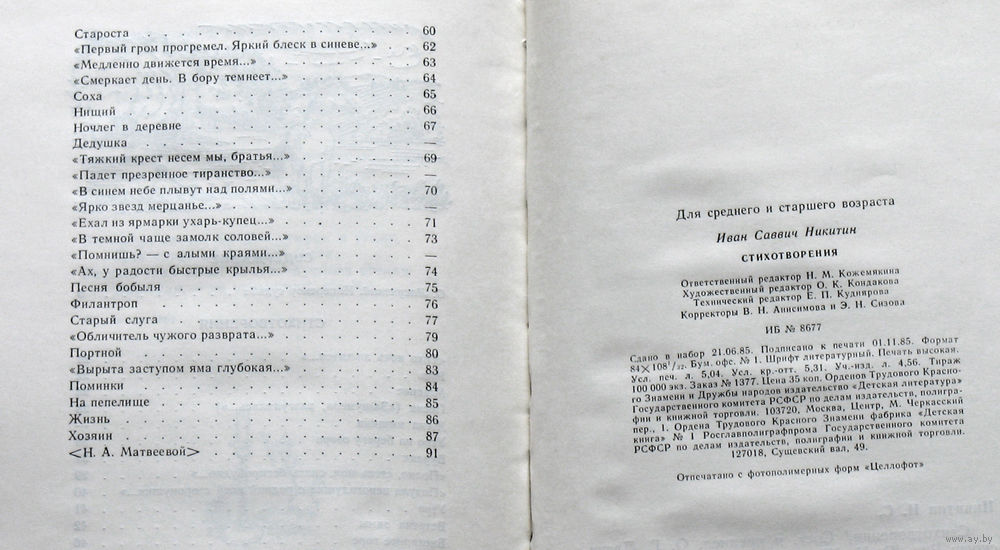 Староста . . . . . . . . . . . . . . 60
«Первый гром прогремел. Яркий блеск в синеве...» . . 62
«Медленно движется время...» . . . . . . . . 63
«Смеркает день. В бору темнеет...» . . . . . . . 64
Соха . . . . . . . . . . . . . . . 65
Нищий . . . . . . . . . . . . . . . 66
Ночлег в деревне . . . . . . . . . . . . 67
Дедушка . . . . . . . . . . . . . . —
«Тяжкий крест несем мы, братья...» . . . . . . . 69
«Падет презренное тиранство...» . . . . . . . . —
«В синем небе плывут над полями...» . . . . . . . 70
«Ярко звезд мерцанье...» . . . . . . . . . . —
«Ехал из ярмарки ухарь-купец...» . . . . . . . . 71
«В темной чаще замолк соловей...» . . . . . . . 73
«Помнишь? — с алыми краями...» . . . . . . . . —
«Ах, у радости быстрые крылья...» . . . . . . . 74
Песня бобыля . . . . . . . . . . . . . 75
Филантроп . . . . . . . . . . . . . 76
Старый слуга . . . . . . . . . . . . . 77
«Обличитель чужого разврата...» . . . . . . . . 79
Портной . . . . . . . . . . . . . . 80
«Вырыта заступом яма глубокая...» . . . . . . . 83
Поминки . . . . . . . . . . . . . . 84
На пепелище . . . . . . . . . . . . . 85
Жизнь . . . . . . . . . . . . . . . 86
Хозяин . . . . . . . . . . . . . . . 87
<Н. А. Матвеевой> . . . . . . . . . . . . 91
Для среднего и старшего возраста
Иван Саввич Никитин
СТИХОТВОРЕНИЯ
Ответственный редактор Н. М. Кожемякина
Художественный редактор О. К. Кондакова
Технический редактор Е. П. Кудиярова
Корректоры В. Н. Анисимова и Э. Н. Сизова
ИБ № 8677
Сдано в набор 21.06.85. Подписано к печати 01.11.85. Формат
84×108¹/₃₂. Бум. офс. № 1. Шрифт литературный. Печать высокая.
Усл. печ. л. 5,04. Усл. кр.-отт. 5,31. Уч.-изд. л. 4,56. Тираж
100 000 экз. Заказ № 1377. Цена 35 коп. Орденов Трудового Красно-
го Знамени и Дружбы народов издательство «Детская литература»
Государственного комитета РСФСР по делам издательств, полигра-
фии и книжной торговли. 103720, Москва, Центр, М. Черкасский
пер., 1. Ордена Трудового Красного Знамени фабрика «Детская
книга» № 1 Росглавполиграфпрома Государственного комитета
РСФСР по делам издательств, полиграфии и книжной торговли.
127018, Сущевский вал, 49.
Отпечатано с фотополимерных форм «Целлофот»
www.ay.by